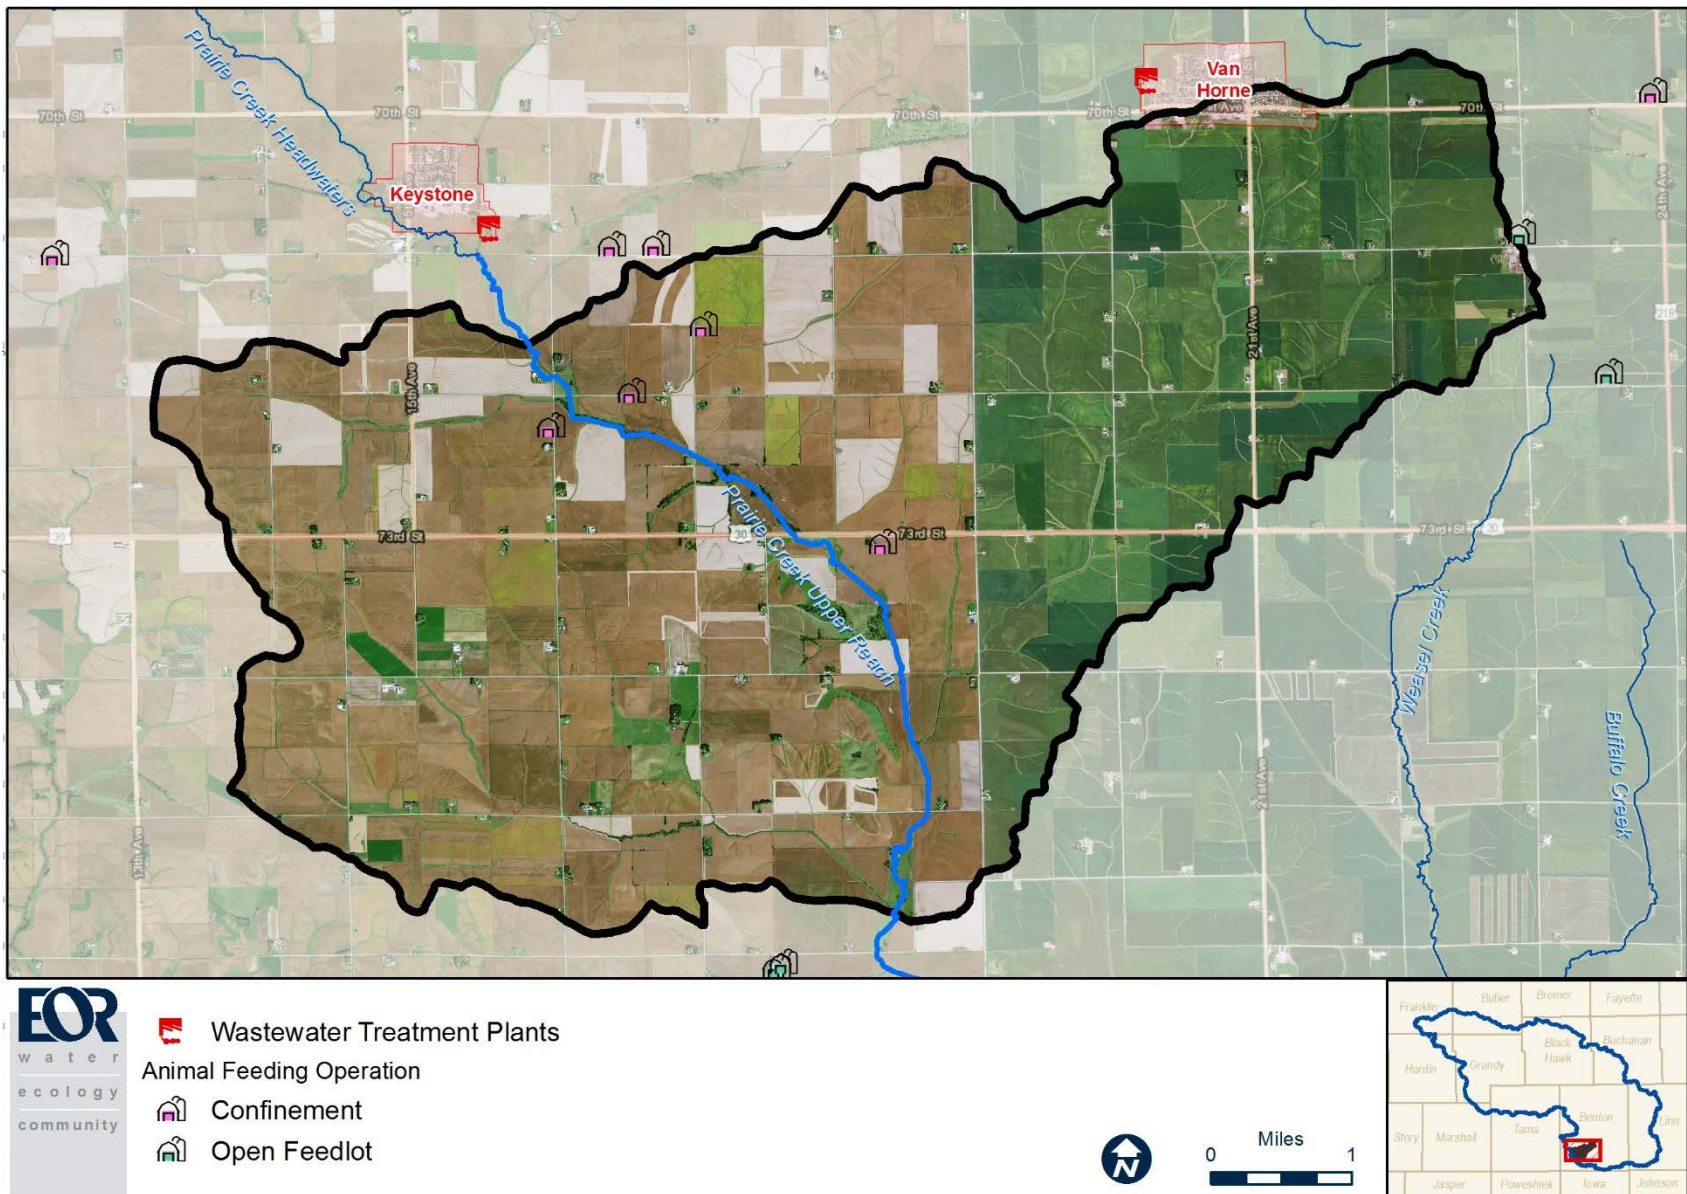 Van
Horne
st Ave
70th St
70th St
70th St
70th St
Prairie Creek Headwaters
Keystone
24th Ave
218
21st Ave
15th Ave
30
73rd St
30
73rd St
73rd St
30
Prairie Creek Upper Reach
Weasel Creek
Buffalo Creek
13th Ave
21st Ave
EOR
water
ecology
community
Wastewater Treatment Plants
Animal Feeding Operation
Confinement
Open Feedlot
N
Miles
0 1
Franklin
Butler
Bremer
Fayette
Hardin
Grundy
Black
Hawk
Buchanan
Story
Marshall
Tama
Benton
Linn
Jasper
Poweshiek
Iowa
Johnson